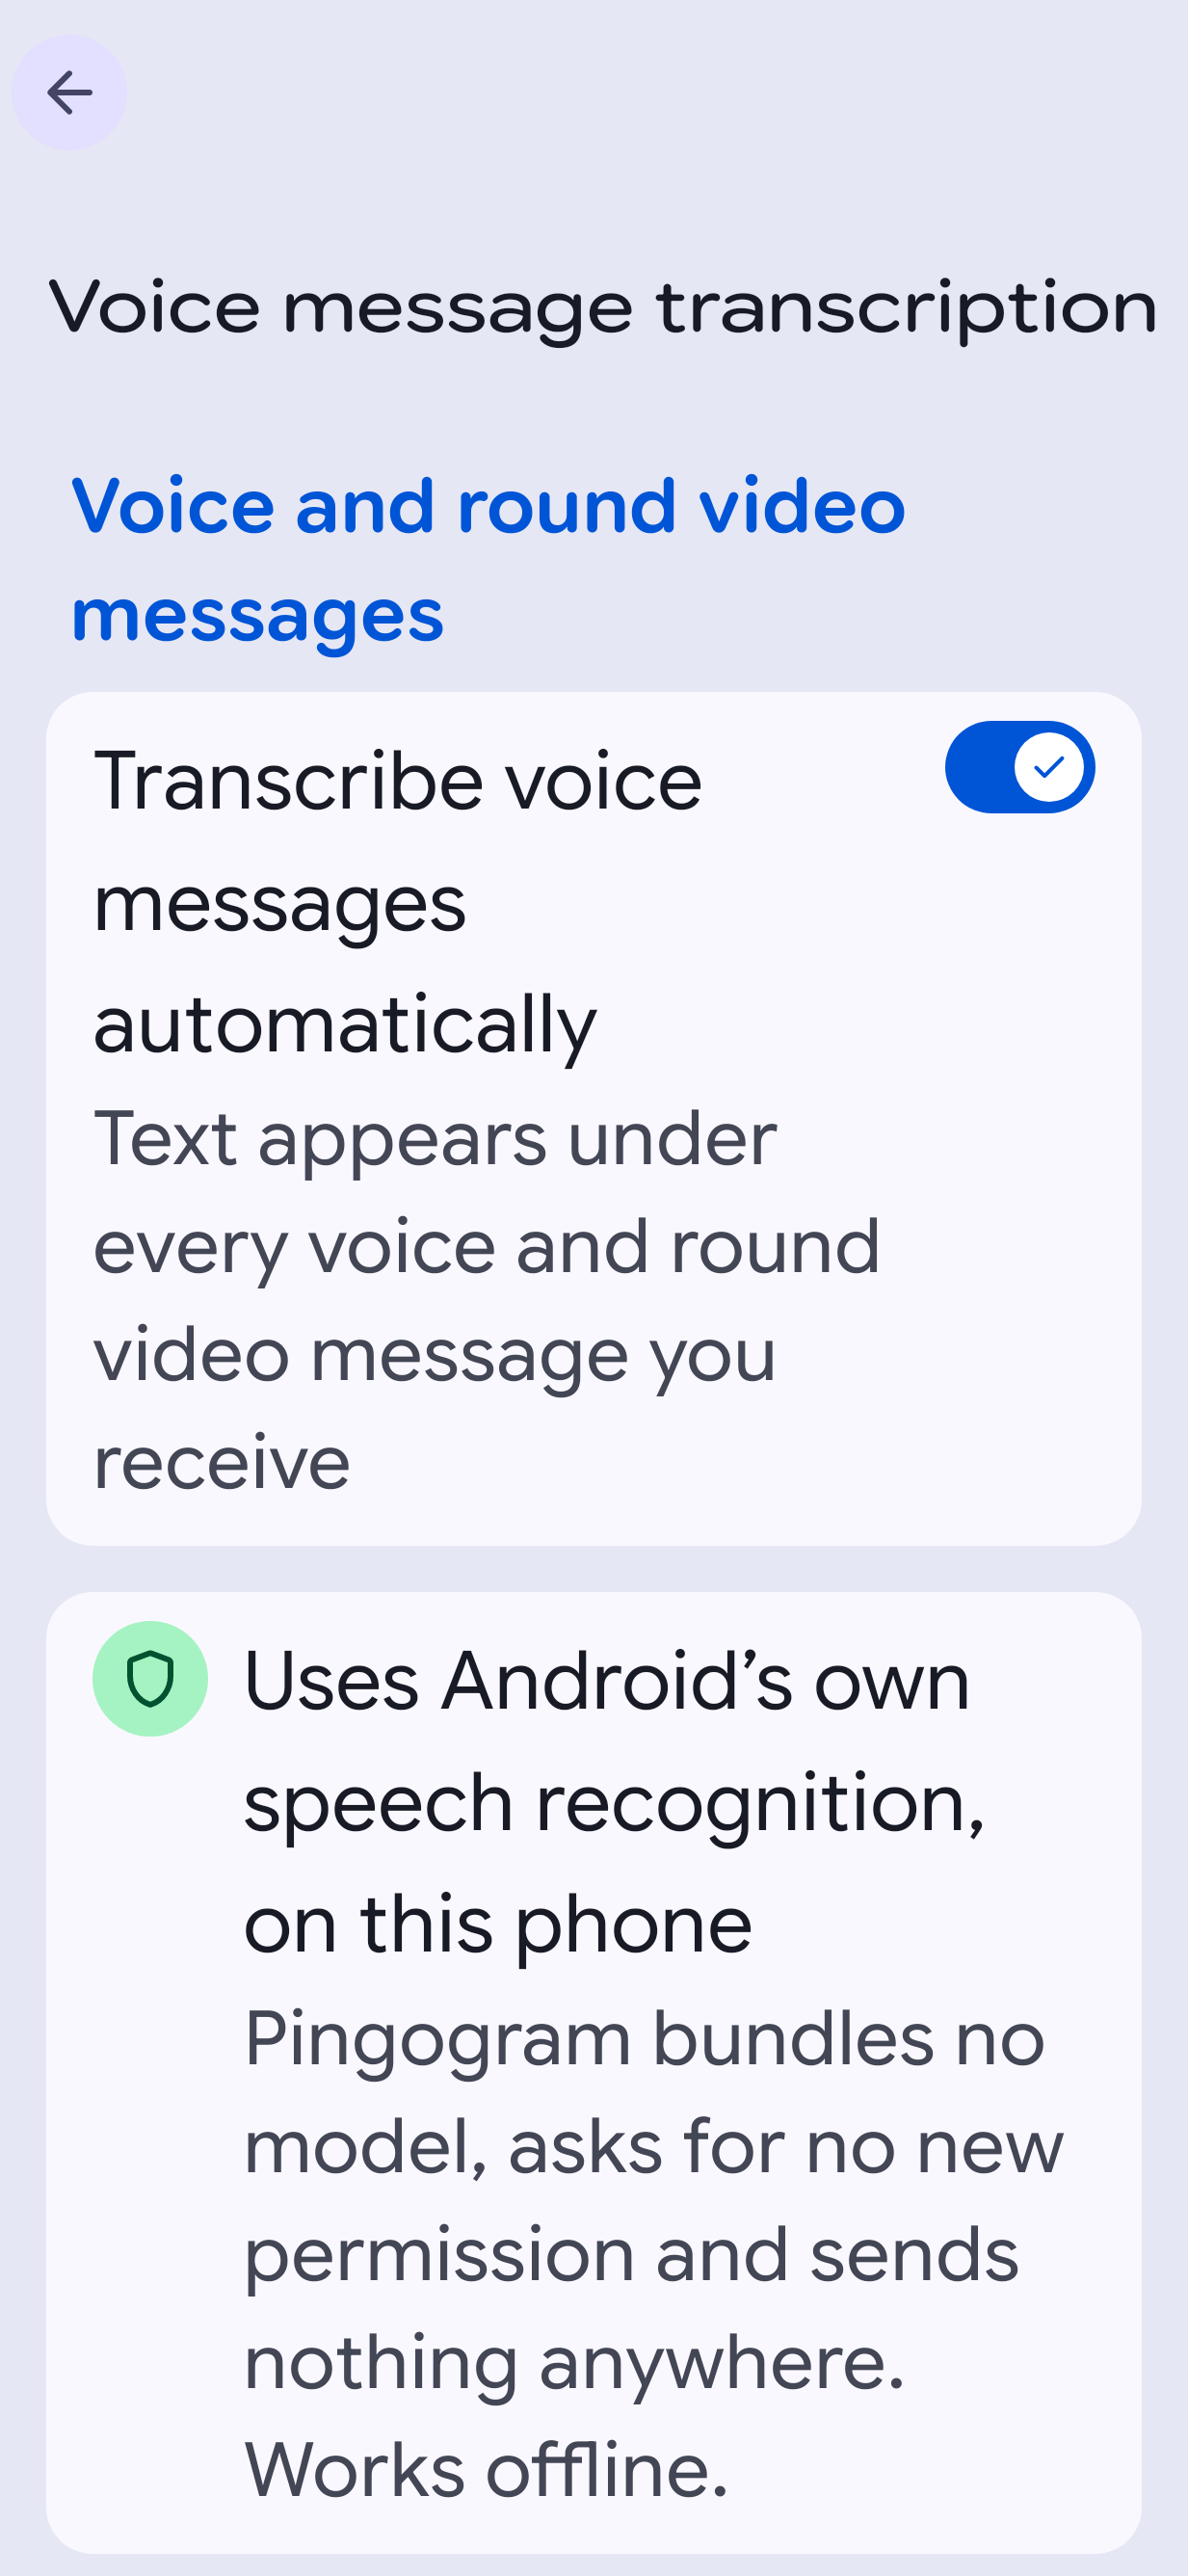 Voice message transcription
Voice and round video
messages
Transcribe voice
messages
automatically
Text appears under
every voice and round
video message you
receive
Uses Android’s own
speech recognition,
on this phone
Pingogram bundles no
model, asks for no new
permission and sends
nothing anywhere.
Works offline.